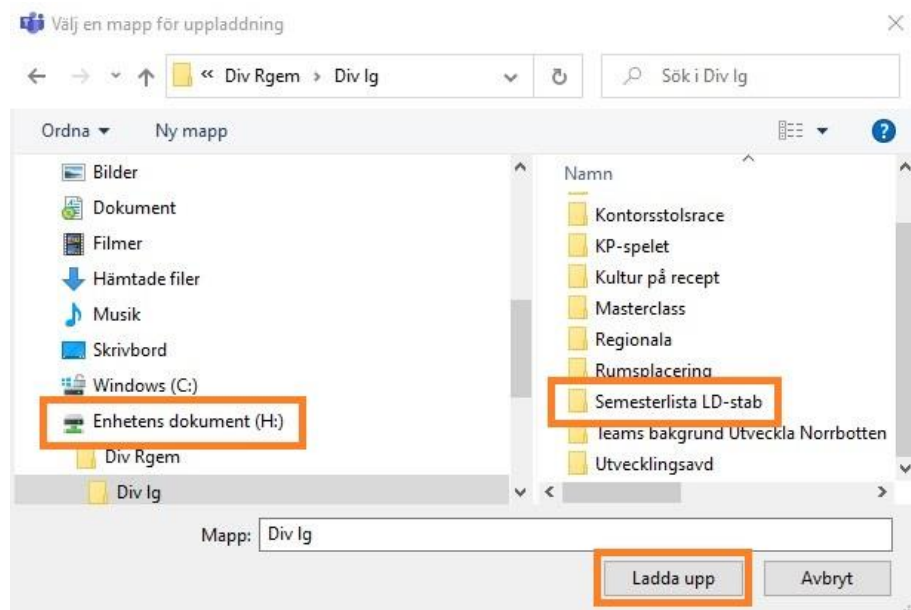 Välj en mapp för uppladdning
« Div Rgem › Div lg
Sök i Div lg
Ordna
Ny mapp
Bilder
Dokument
Filmer
Hämtade filer
Musik
Skrivbord
Windows (C:)
Enhetens dokument (H:)
Div Rgem
Div lg
Namn
Kontorsstolsrace
KP-spelet
Kultur på recept
Masterclass
Regionala
Rumsplacering
Semesterlista LD-stab
Teams bakgrund Utveckla Norrbotten
Utvecklingsavd
Mapp: Div lg
Ladda upp
Avbryt